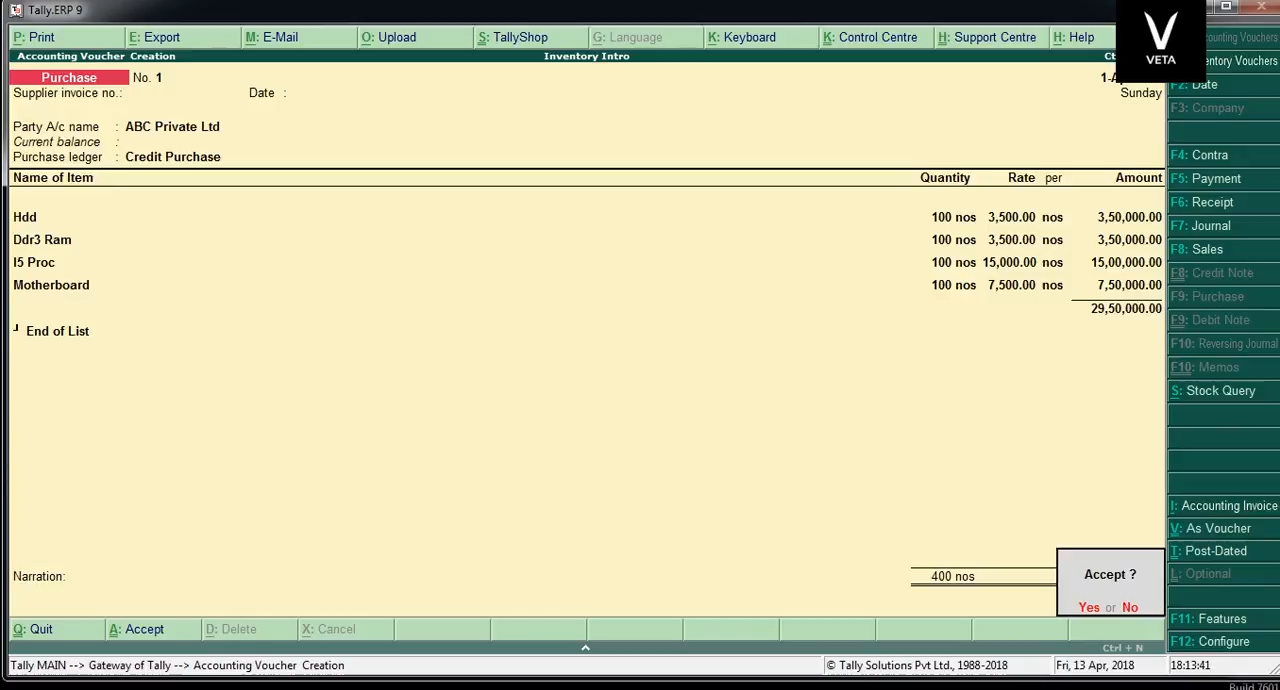 Tally.ERP 9
P: Print E: Export M: E-Mail O: Upload S: TallyShop G: Language K: Keyboard K: Control Centre H: Support Centre H: Help
VETA
Accounting Voucher Creation Inventory Intro
Purchase No. 1
Supplier invoice no.: Date :
Sunday
Party A/c name : ABC Private Ltd
Current balance :
Purchase ledger : Credit Purchase
Name of Item Quantity Rate per Amount
Hdd 100 nos 3,500.00 nos 3,50,000.00
Ddr3 Ram 100 nos 3,500.00 nos 3,50,000.00
I5 Proc 100 nos 15,000.00 nos 15,00,000.00
Motherboard 100 nos 7,500.00 nos 7,50,000.00
29,50,000.00
End of List
Narration: 400 nos
Accept ?
Yes or No
Vouchers
Vouchers
F2: Date
F3: Company
F4: Contra
F5: Payment
F6: Receipt
F7: Journal
F8: Sales
F8: Credit Note
F9: Purchase
F9: Debit Note
F10: Reversing Journal
F10: Memos
S: Stock Query
I: Accounting Invoice
V: As Voucher
T: Post-Dated
L: Optional
F11: Features
F12: Configure
Q: Quit A: Accept D: Delete X: Cancel
Ctrl + N
Tally MAIN --> Gateway of Tally --> Accounting Voucher Creation © Tally Solutions Pvt Ltd., 1988-2018 Fri, 13 Apr, 2018 18:13:41
Build 7601